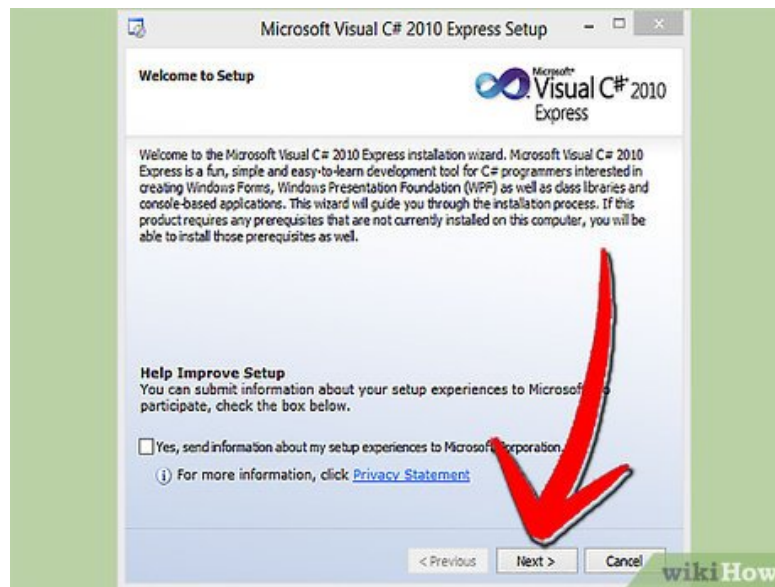 Microsoft Visual C# 2010 Express Setup
Welcome to Setup
Microsoft
Visual C# 2010
Express
Welcome to the Microsoft Visual C# 2010 Express installation wizard. Microsoft Visual C# 2010
Express is a fun, simple and easy-to-learn development tool for C# programmers interested in
creating Windows Forms, Windows Presentation Foundation (WPF) as well as class libraries and
console-based applications. This wizard will guide you through the installation process. If this
product requires any prerequisites that are not currently installed on this computer, you will be
able to install those prerequisites as well.
Help Improve Setup
You can submit information about your setup experiences to
participate, check the box below.
Yes, send information about my setup experiences to
For more information, click Privacy Statement
< Previous
Next >
Cancel
wikiHow